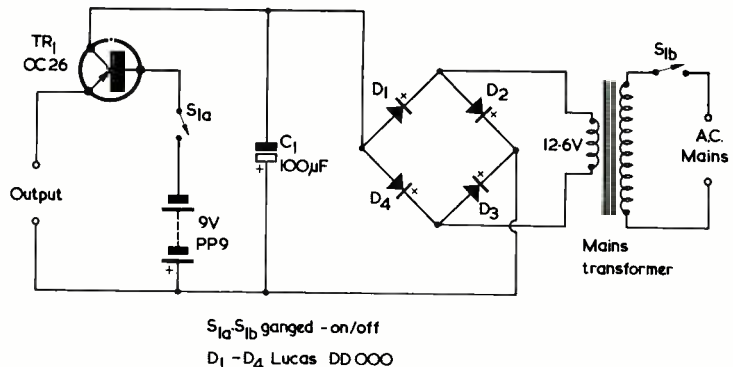 TR1
OC26
S1a
S1b
D1
D2
D4
D3
C1
100µF
+
12·6V
A.C.
Mains
Output
9V
PP9
+
Mains
transformer
S1a-S1b ganged - on/off
D1 - D4 Lucas DD000